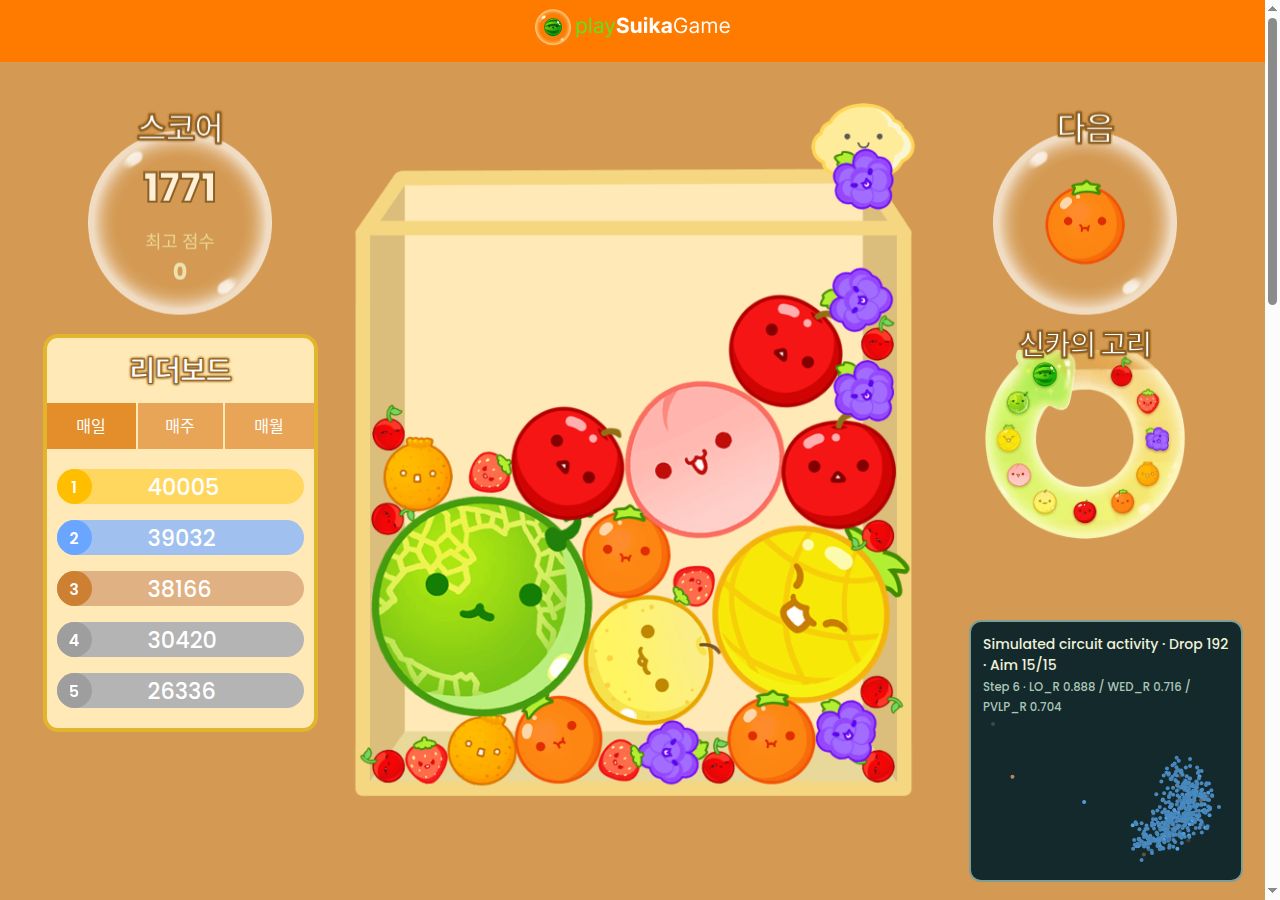 playSuikaGame
스코어
1771
최고 점수
0
다음
신카의 고리
리더보드
매일 매주 매월
1 40005
2 39032
3 38166
4 30420
5 26336
Simulated circuit activity · Drop 192
· Aim 15/15
Step 6 · LO_R 0.888 / WED_R 0.716 /
PVLP_R 0.704